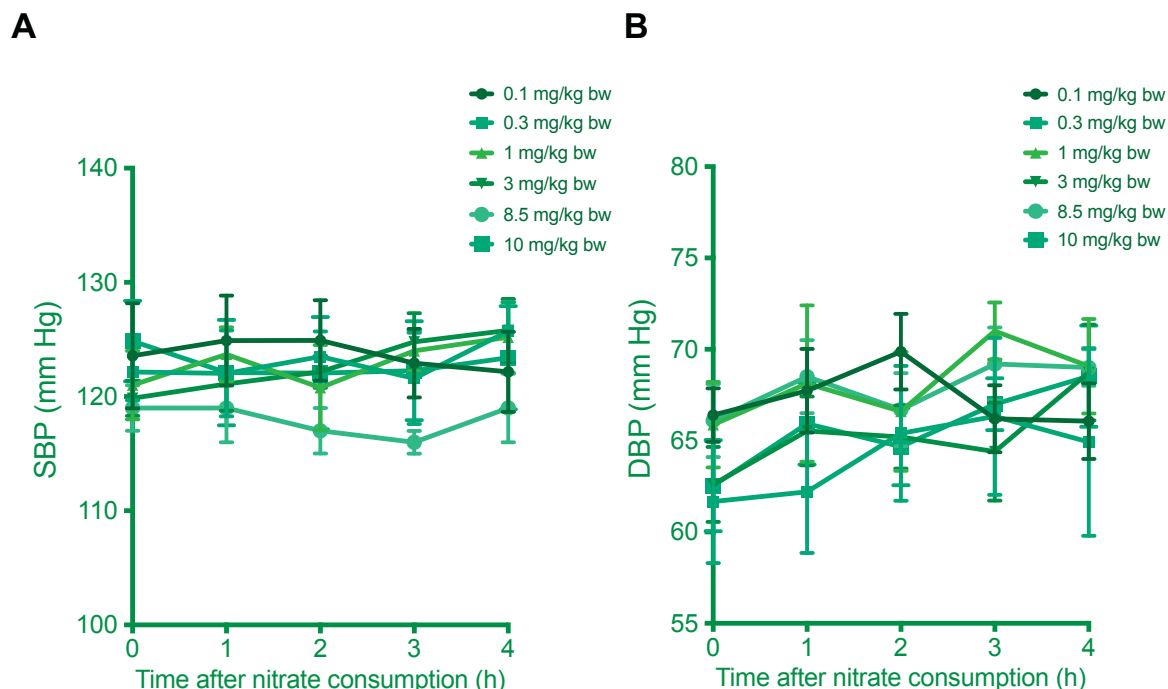 A
0.1 mg/kg bw
0.3 mg/kg bw
1 mg/kg bw
3 mg/kg bw
8.5 mg/kg bw
10 mg/kg bw
140
130
120
110
100
SBP (mm Hg)
0 1 2 3 4
Time after nitrate consumption (h)
B
0.1 mg/kg bw
0.3 mg/kg bw
1 mg/kg bw
3 mg/kg bw
8.5 mg/kg bw
10 mg/kg bw
80
75
70
65
60
55
DBP (mm Hg)
0 1 2 3 4
Time after nitrate consumption (h)